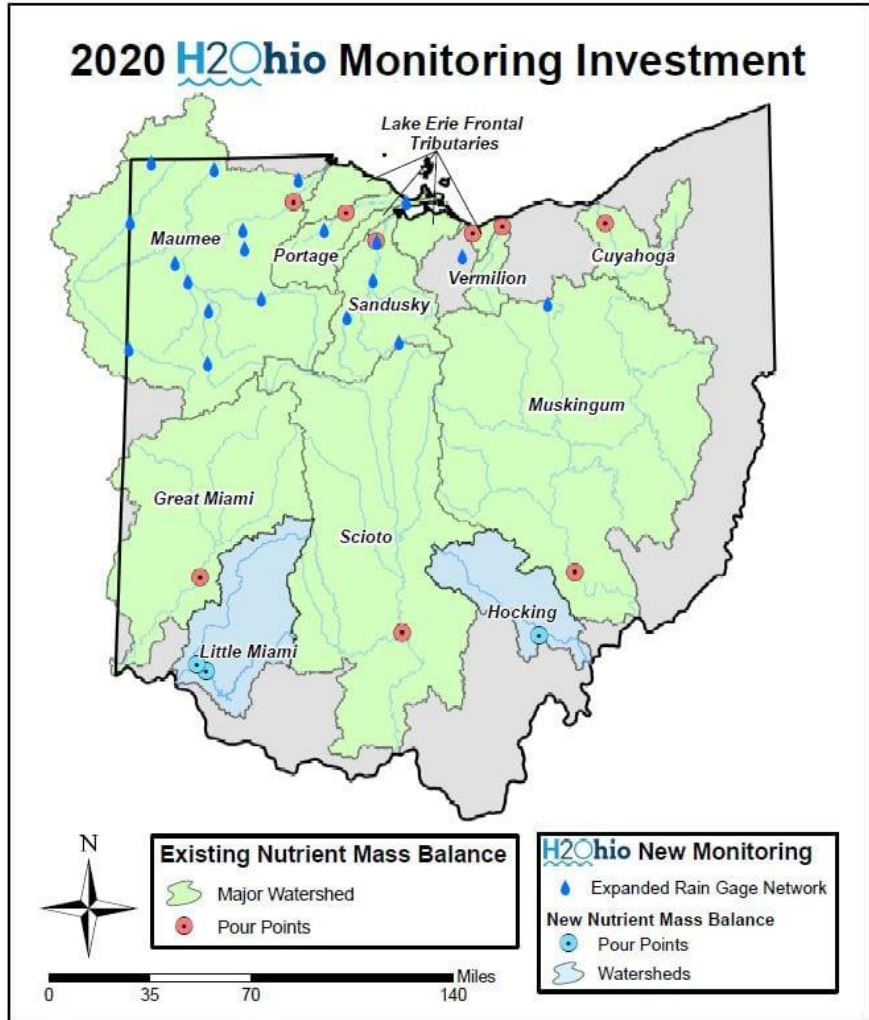 2020 H2Ohio Monitoring Investment
Lake Erie Frontal
Tributaries
Maumee
Portage
Sandusky
Vermilion
Cuyahoga
Muskingum
Great Miami
Scioto
Hocking
Little Miami
N
Existing Nutrient Mass Balance
Major Watershed
Pour Points
Miles
0 35 70 140
H2Ohio New Monitoring
Expanded Rain Gage Network
New Nutrient Mass Balance
Pour Points
Watersheds